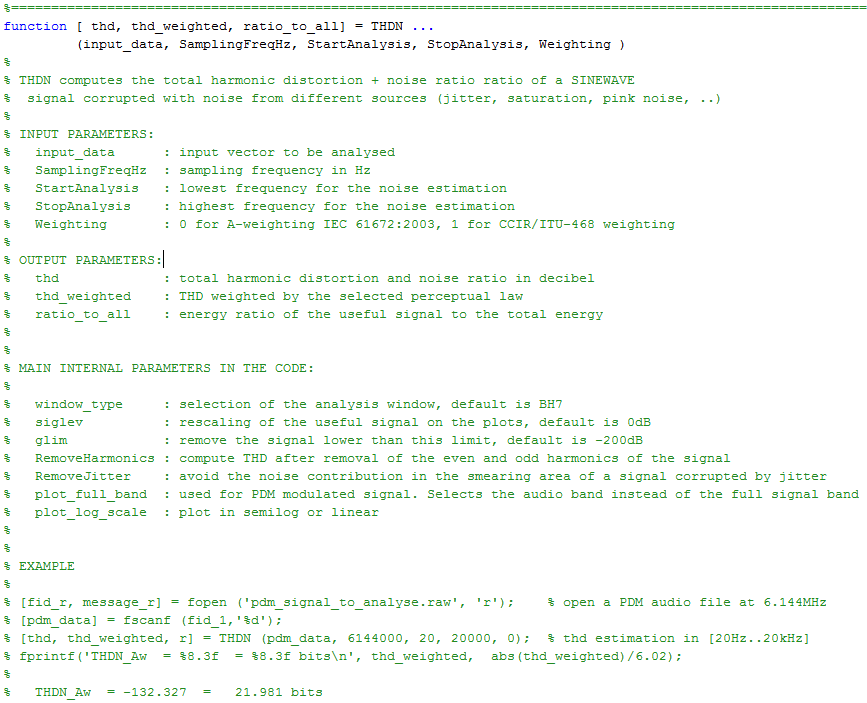 %===========================================================================================================
function [ thd, thd_weighted, ratio_to_all] = THDN ...
         (input_data, SamplingFreqHz, StartAnalysis, StopAnalysis, Weighting )
%
% THDN computes the total harmonic distortion + noise ratio ratio of a SINEWAVE
%  signal corrupted with noise from different sources (jitter, saturation, pink noise, ..)
%
% INPUT PARAMETERS:
%   input_data      : input vector to be analysed
%   SamplingFreqHz  : sampling frequency in Hz
%   StartAnalysis   : lowest frequency for the noise estimation
%   StopAnalysis    : highest frequency for the noise estimation
%   Weighting       : 0 for A-weighting IEC 61672:2003, 1 for CCIR/ITU-468 weighting
%
% OUTPUT PARAMETERS:
%   thd             : total harmonic distortion and noise ratio in decibel
%   thd_weighted    : THD weighted by the selected perceptual law
%   ratio_to_all    : energy ratio of the useful signal to the total energy
%
%
% MAIN INTERNAL PARAMETERS IN THE CODE:
%
%   window_type     : selection of the analysis window, default is BH7
%   siglev          : rescaling of the useful signal on the plots, default is 0dB
%   glim            : remove the signal lower than this limit, default is -200dB
%   RemoveHarmonics : compute THD after removal of the even and odd harmonics of the signal
%   RemoveJitter    : avoid the noise contribution in the smearing area of a signal corrupted by jitter
%   plot_full_band  : used for PDM modulated signal. Selects the audio band instead of the full signal band
%   plot_log_scale  : plot in semilog or linear
%
%
% EXAMPLE
%
% [fid_r, message_r] = fopen ('pdm_signal_to_analyse.raw', 'r');    % open a PDM audio file at 6.144MHz
% [pdm_data] = fscanf (fid_1,'%d');
% [thd, thd_weighted, r] = THDN (pdm_data, 6144000, 20, 20000, 0);  % thd estimation in [20Hz..20kHz]
% fprintf('THDN_Aw  = %8.3f  = %8.3f bits\n', thd_weighted,  abs(thd_weighted)/6.02);
%
%   THDN_Aw  = -132.327  =   21.981 bits